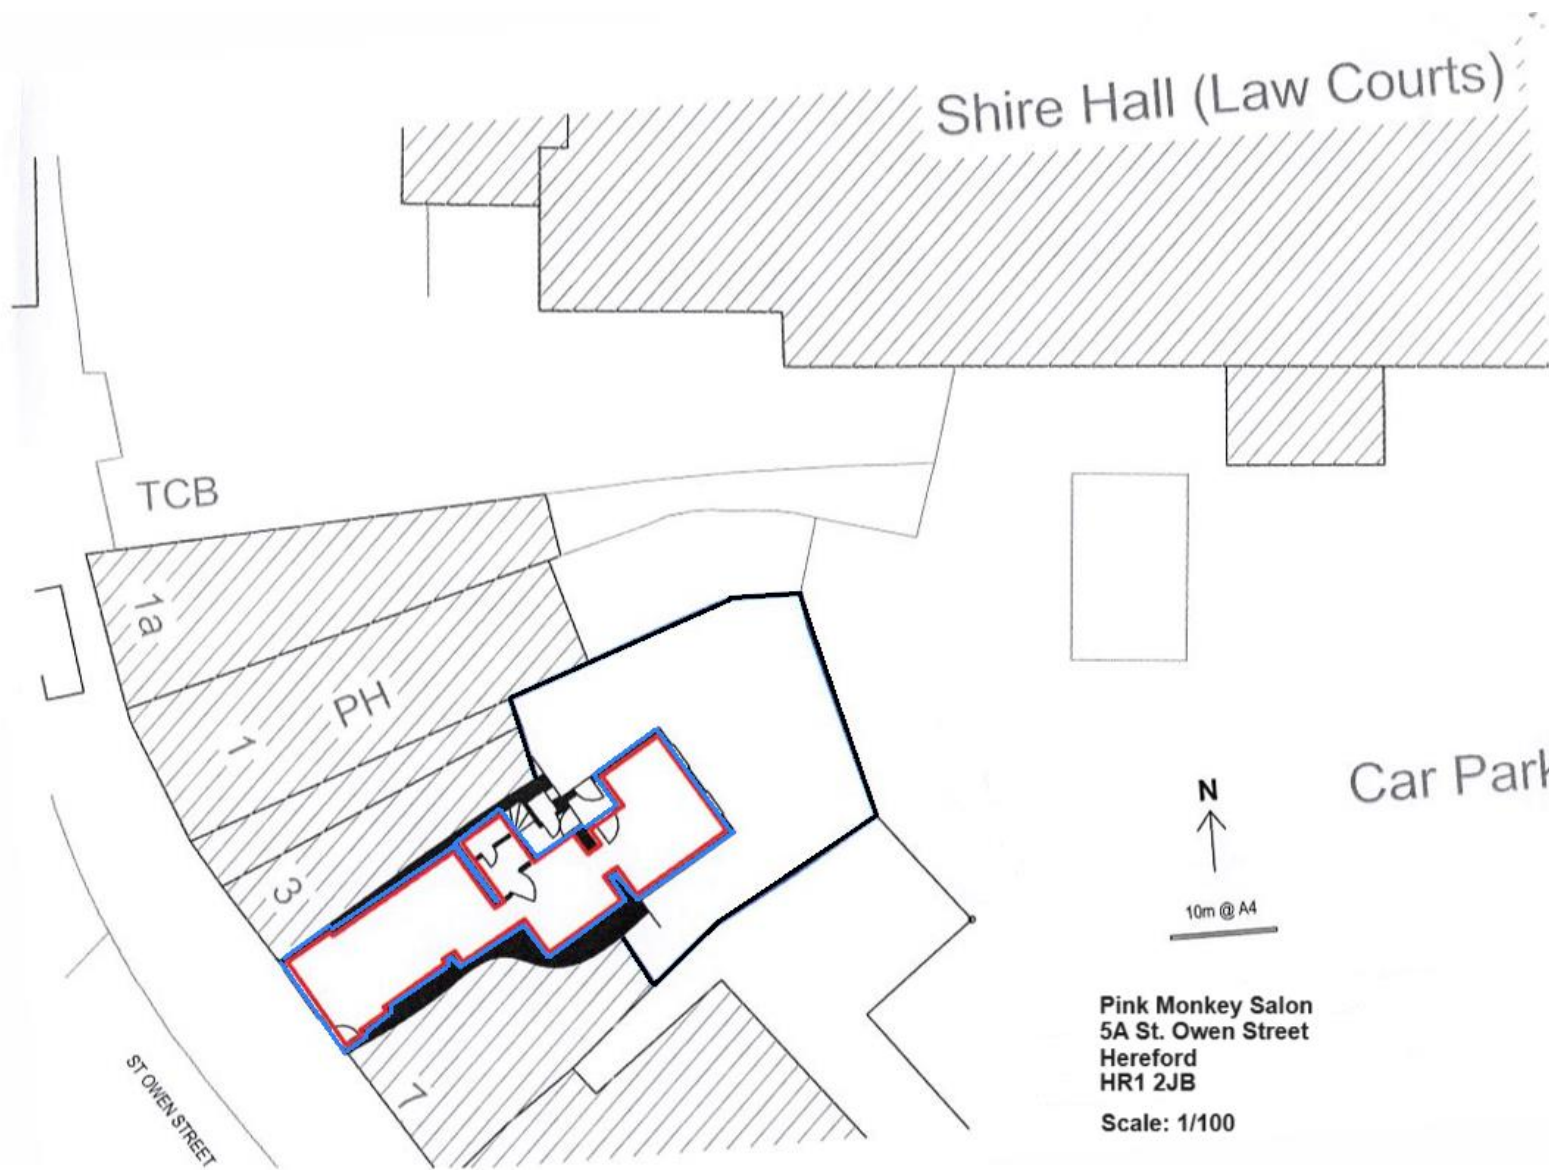 Shire Hall (Law Courts)
TCB
1a
PH
1
3
Car Park
N
10m @ A4
7
ST OWEN STREET
Pink Monkey Salon
5A St. Owen Street
Hereford
HR1 2JB
Scale: 1/100